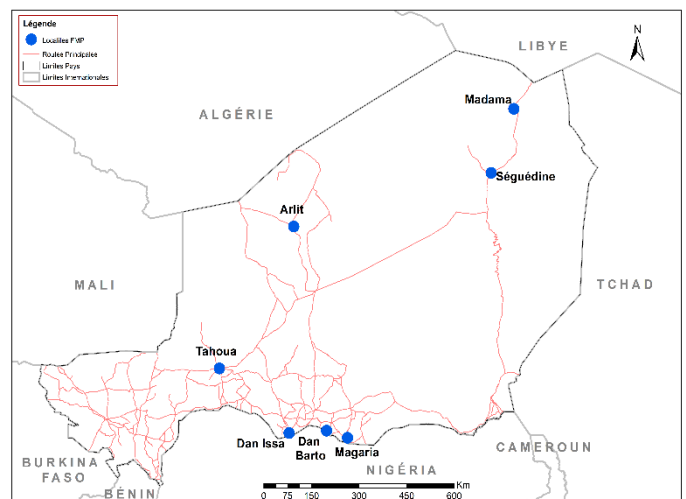 Légende
Localités FMP
Routes Principales
Limites Pays
Limites Internationales
N
LIBYE
Madama
ALGÉRIE
Séguédine
Arlit
MALI
TCHAD
Tahoua
Dan Issa
Dan
Barto
Magaria
CAMEROUN
NIGÉRIA
BURKINA
FASO
BÉNIN
Km
0 75 150 300 450 600